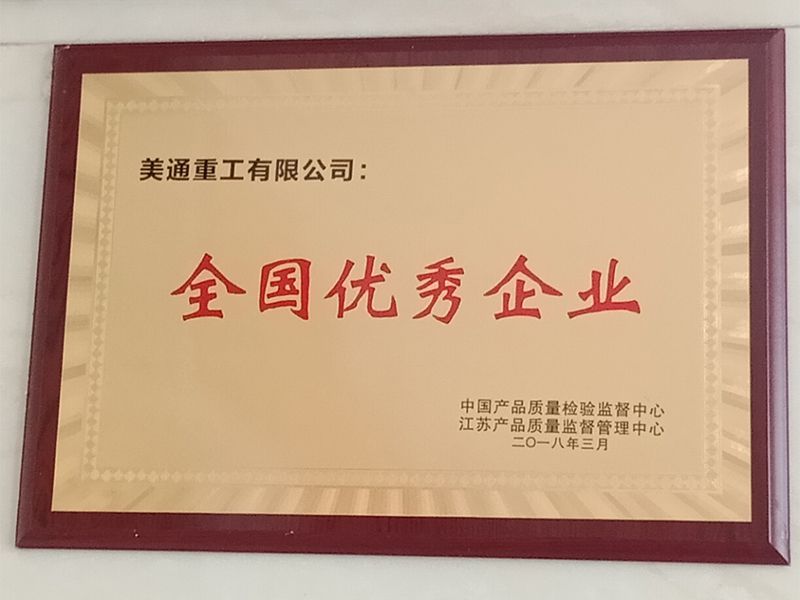 美通重工有限公司：
全国优秀企业
中国产品质量检验监督中心
江苏产品质量监督管理中心
二〇一八年三月